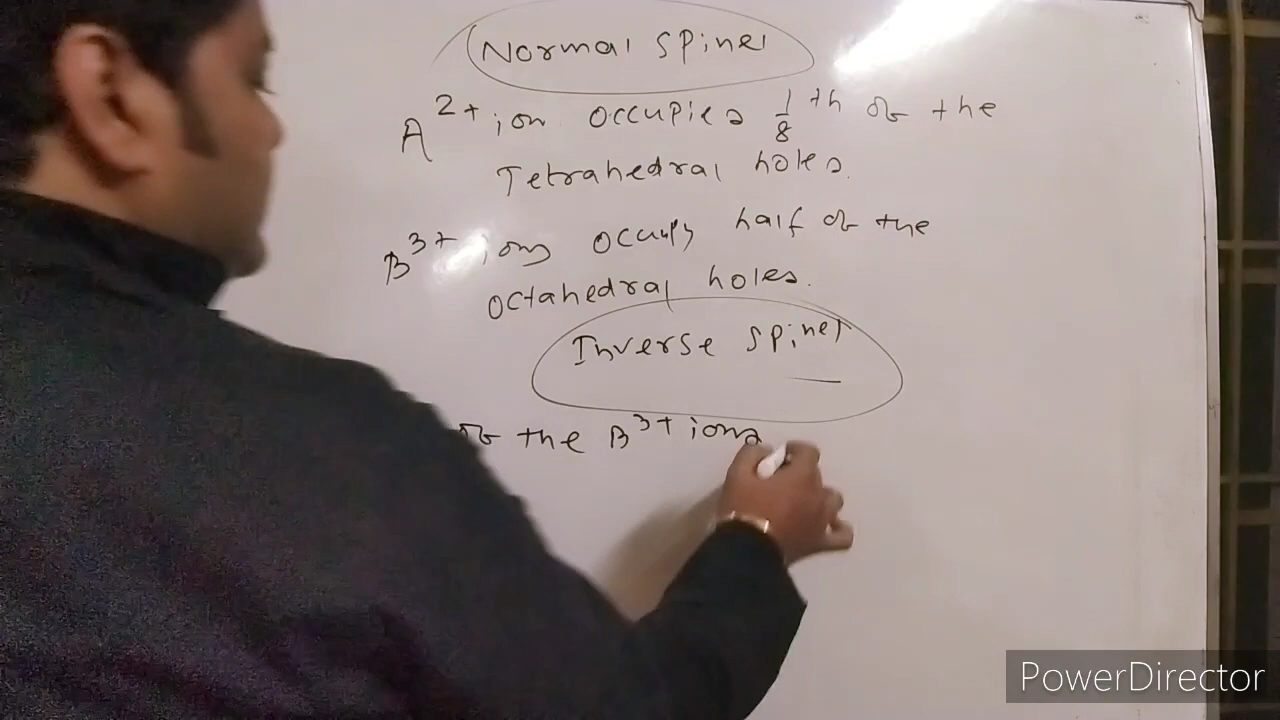 Normal spinel
A²⁺ ion occupies 1/8 th of the
Tetrahedral holes.
B³⁺ ions occupy half of the
octahedral holes.
Inverse spinel
of the B³⁺ ions
PowerDirector